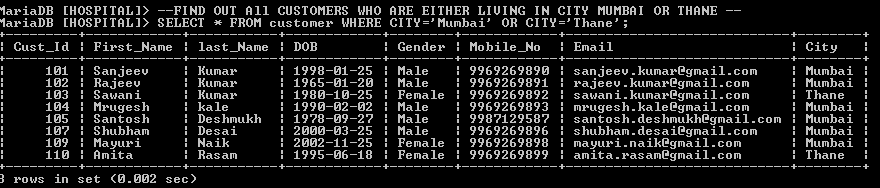 MariaDB [HOSPITAL]> --FIND OUT All CUSTOMERS WHO ARE EITHER LIVING IN CITY MUMBAI OR THANE --
MariaDB [HOSPITAL]> SELECT * FROM customer WHERE CITY='Mumbai' OR CITY='Thane';
+---------+------------+-----------+------------+--------+------------+----------------------------+--------+
| Cust_Id | First_Name | last_Name | DOB | Gender | Mobile_No | Email | City |
+---------+------------+-----------+------------+--------+------------+----------------------------+--------+
| 101 | Sanjeev | Kumar | 1998-01-25 | Male | 9969269890 | sanjeev.kumar@gmail.com | Mumbai |
| 102 | Rajeev | Kumar | 1965-01-20 | Male | 9969269891 | rajeev.kumar@gmail.com | Mumbai |
| 103 | Sawani | Kumar | 1980-10-25 | Female | 9969269892 | sawani.kumar@gmail.com | Thane |
| 104 | Mrugesh | kale | 1990-02-02 | Male | 9969269893 | mrugesh.kale@gmail.com | Mumbai |
| 105 | Santosh | Deshmukh | 1978-09-27 | Male | 9987129587 | santosh.deshmukh@gmail.com | Mumbai |
| 107 | Shubham | Desai | 2000-03-25 | Male | 9969269896 | shubham.desai@gmail.com | Mumbai |
| 109 | Mayuri | Naik | 2002-11-25 | Female | 9969269898 | mayuri.naik@gmail.com | Mumbai |
| 110 | Amita | Rasam | 1995-06-18 | Female | 9969269899 | amita.rasam@gmail.com | Thane |
+---------+------------+-----------+------------+--------+------------+----------------------------+--------+
8 rows in set (0.002 sec)